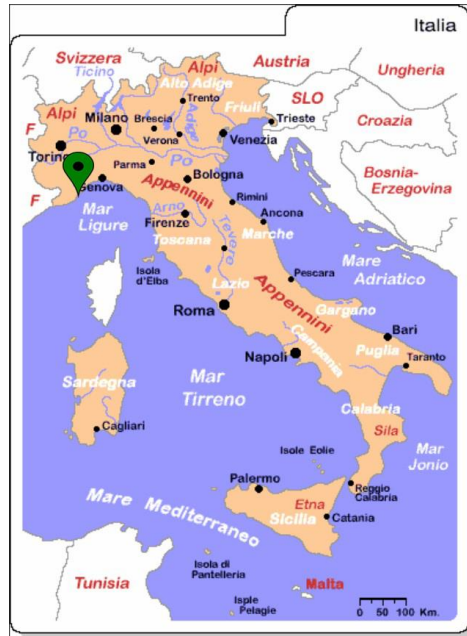 Italia
Svizzera
Ticino
Alpi
Austria
Ungheria
Alto Adige
Trento
SLO
Friuli
Alpi
Milano
Brescia
Adige
Trieste
Croazia
F
Po
Verona
Venezia
Torino
Parma
Po
Bologna
Bosnia-
Erzegovina
Genova
Appennini
Rimini
F
Mar
Ligure
Arno
Ancona
Firenze
Tevere
Marche
Toscana
Mare
Adriatico
Isola
d'Elba
Pescara
Lazio
Appennini
Gargano
Roma
Campania
Bari
Napoli
Puglia
Taranto
Mar
Tirreno
Sardegna
Calabria
Cagliari
Sila
Mar
Jonio
Isole Eolie
Palermo
Reggio
Calabria
Etna
Mare Mediterraneo
Sicilia
Catania
Isola di
Pantelleria
Tunisia
Malta
Isple
Pelagie
0 50 100 Km.